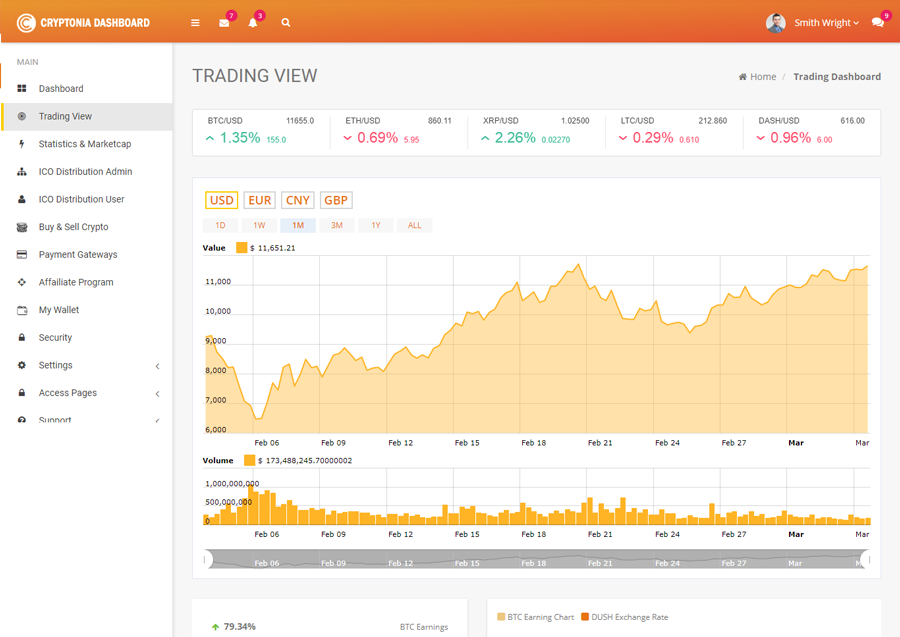 CRYPTONIA DASHBOARD
7
3
Smith Wright
9
MAIN
Dashboard
Trading View
Statistics & Marketcap
ICO Distribution Admin
ICO Distribution User
Buy & Sell Crypto
Payment Gateways
Affailiate Program
My Wallet
Security
Settings
Access Pages
Support
TRADING VIEW
Home / Trading Dashboard
BTC/USD 11655.0
1.35% 155.0
ETH/USD 860.11
0.69% 5.95
XRP/USD 1.02500
2.26% 0.02270
LTC/USD 212.860
0.29% 0.610
DASH/USD 616.00
0.96% 6.00
USD EUR CNY GBP
1D 1W 1M 3M 1Y ALL
Value $ 11,651.21
11,000
10,000
9,000
8,000
7,000
6,000
Feb 06 Feb 09 Feb 12 Feb 15 Feb 18 Feb 21 Feb 24 Feb 27 Mar Mar
Volume $ 173,488,245.70000002
1,000,000,000
500,000,000
0
Feb 06 Feb 09 Feb 12 Feb 15 Feb 18 Feb 21 Feb 24 Feb 27 Mar Mar
Feb 06 Feb 09 Feb 12 Feb 15 Feb 18 Feb 21 Feb 24 Feb 27 Mar Mar
79.34% BTC Earnings
BTC Earning Chart DUSH Exchange Rate